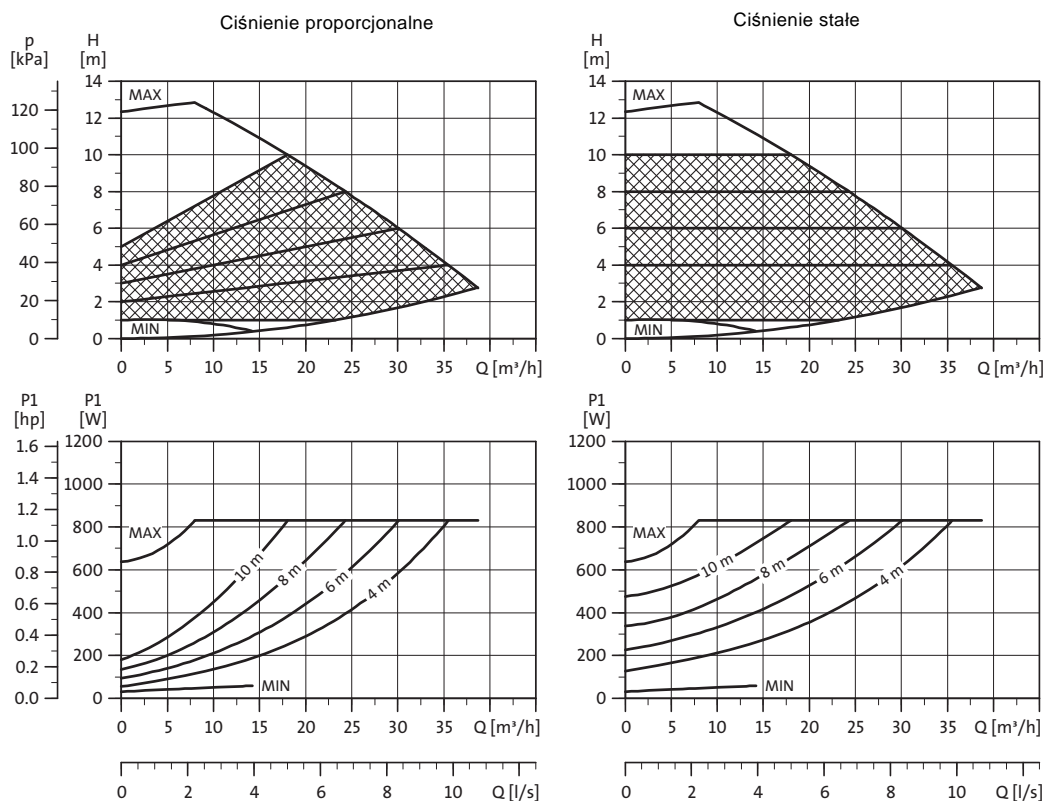 Ciśnienie proporcjonalne
Ciśnienie stałe
p
[kPa]
H
[m]
H
[m]
120
100
80
60
40
20
0
14
12
10
8
6
4
2
0
MAX
MIN
0 5 10 15 20 25 30 35 Q [m³/h]
14
12
10
8
6
4
2
0
MAX
MIN
0 5 10 15 20 25 30 35 Q [m³/h]
P1
[hp]
P1
[W]
P1
[W]
1.6
1.4
1.2
1.0
0.8
0.6
0.4
0.2
0.0
1200
1000
800
600
400
200
0
MAX
10 m
8 m
6 m
4 m
MIN
0 5 10 15 20 25 30 35 Q [m³/h]
0 2 4 6 8 10 Q [l/s]
1200
1000
800
600
400
200
0
MAX
10 m
8 m
6 m
4 m
MIN
0 5 10 15 20 25 30 35 Q [m³/h]
0 2 4 6 8 10 Q [l/s]